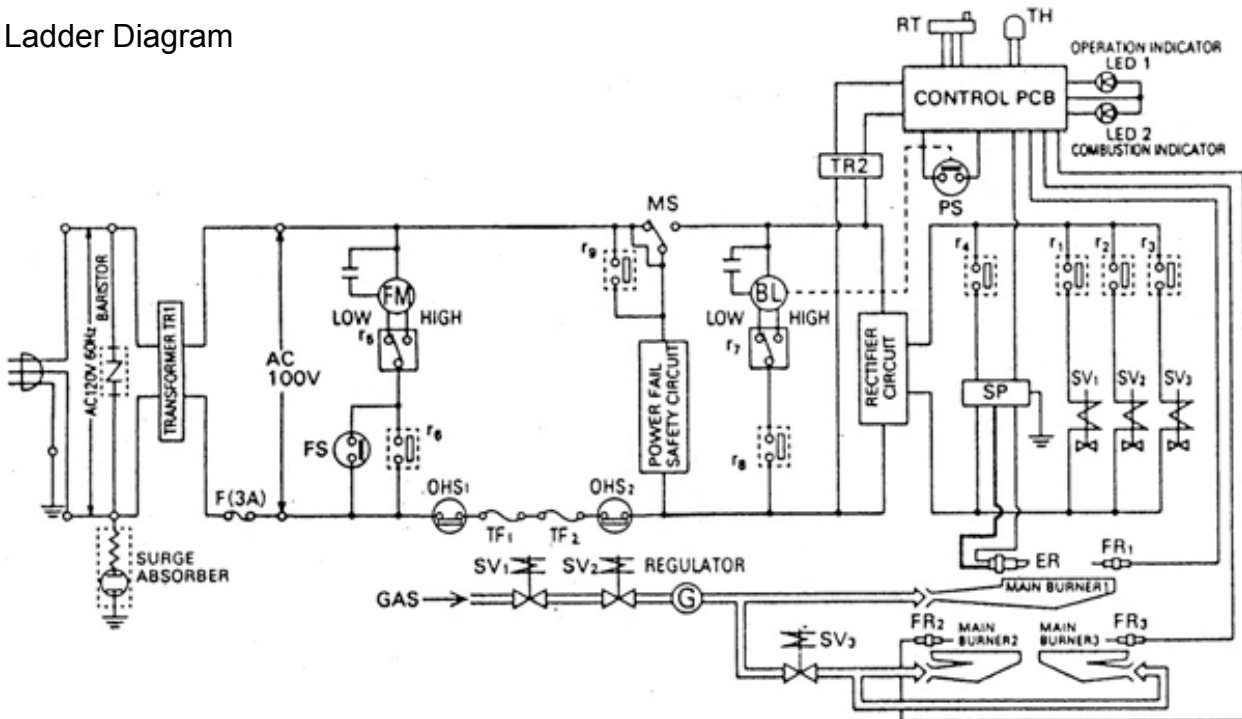 Ladder Diagram
RT
TH
OPERATION INDICATOR
LED 1
CONTROL PCB
LED 2
COMBUSTION INDICATOR
TR2
PS
MS
r9
r4
r1
r2
r3
BARISTOR
AC120V 60Hz
TRANSFORMER TR1
AC
100V
FM
LOW
HIGH
r5
FS
r6
F(3A)
OHS1
TF1
TF2
OHS2
POWER FAIL
SAFETY CIRCUIT
BL
LOW
HIGH
r7
r8
RECTIFIER
CIRCUIT
SP
SV1
SV2
SV3
SURGE
ABSORBER
SV1
SV2
REGULATOR
GAS
G
ER
FR1
MAIN BURNER1
SV3
FR2
MAIN
BURNER2
MAIN
BURNER3
FR3